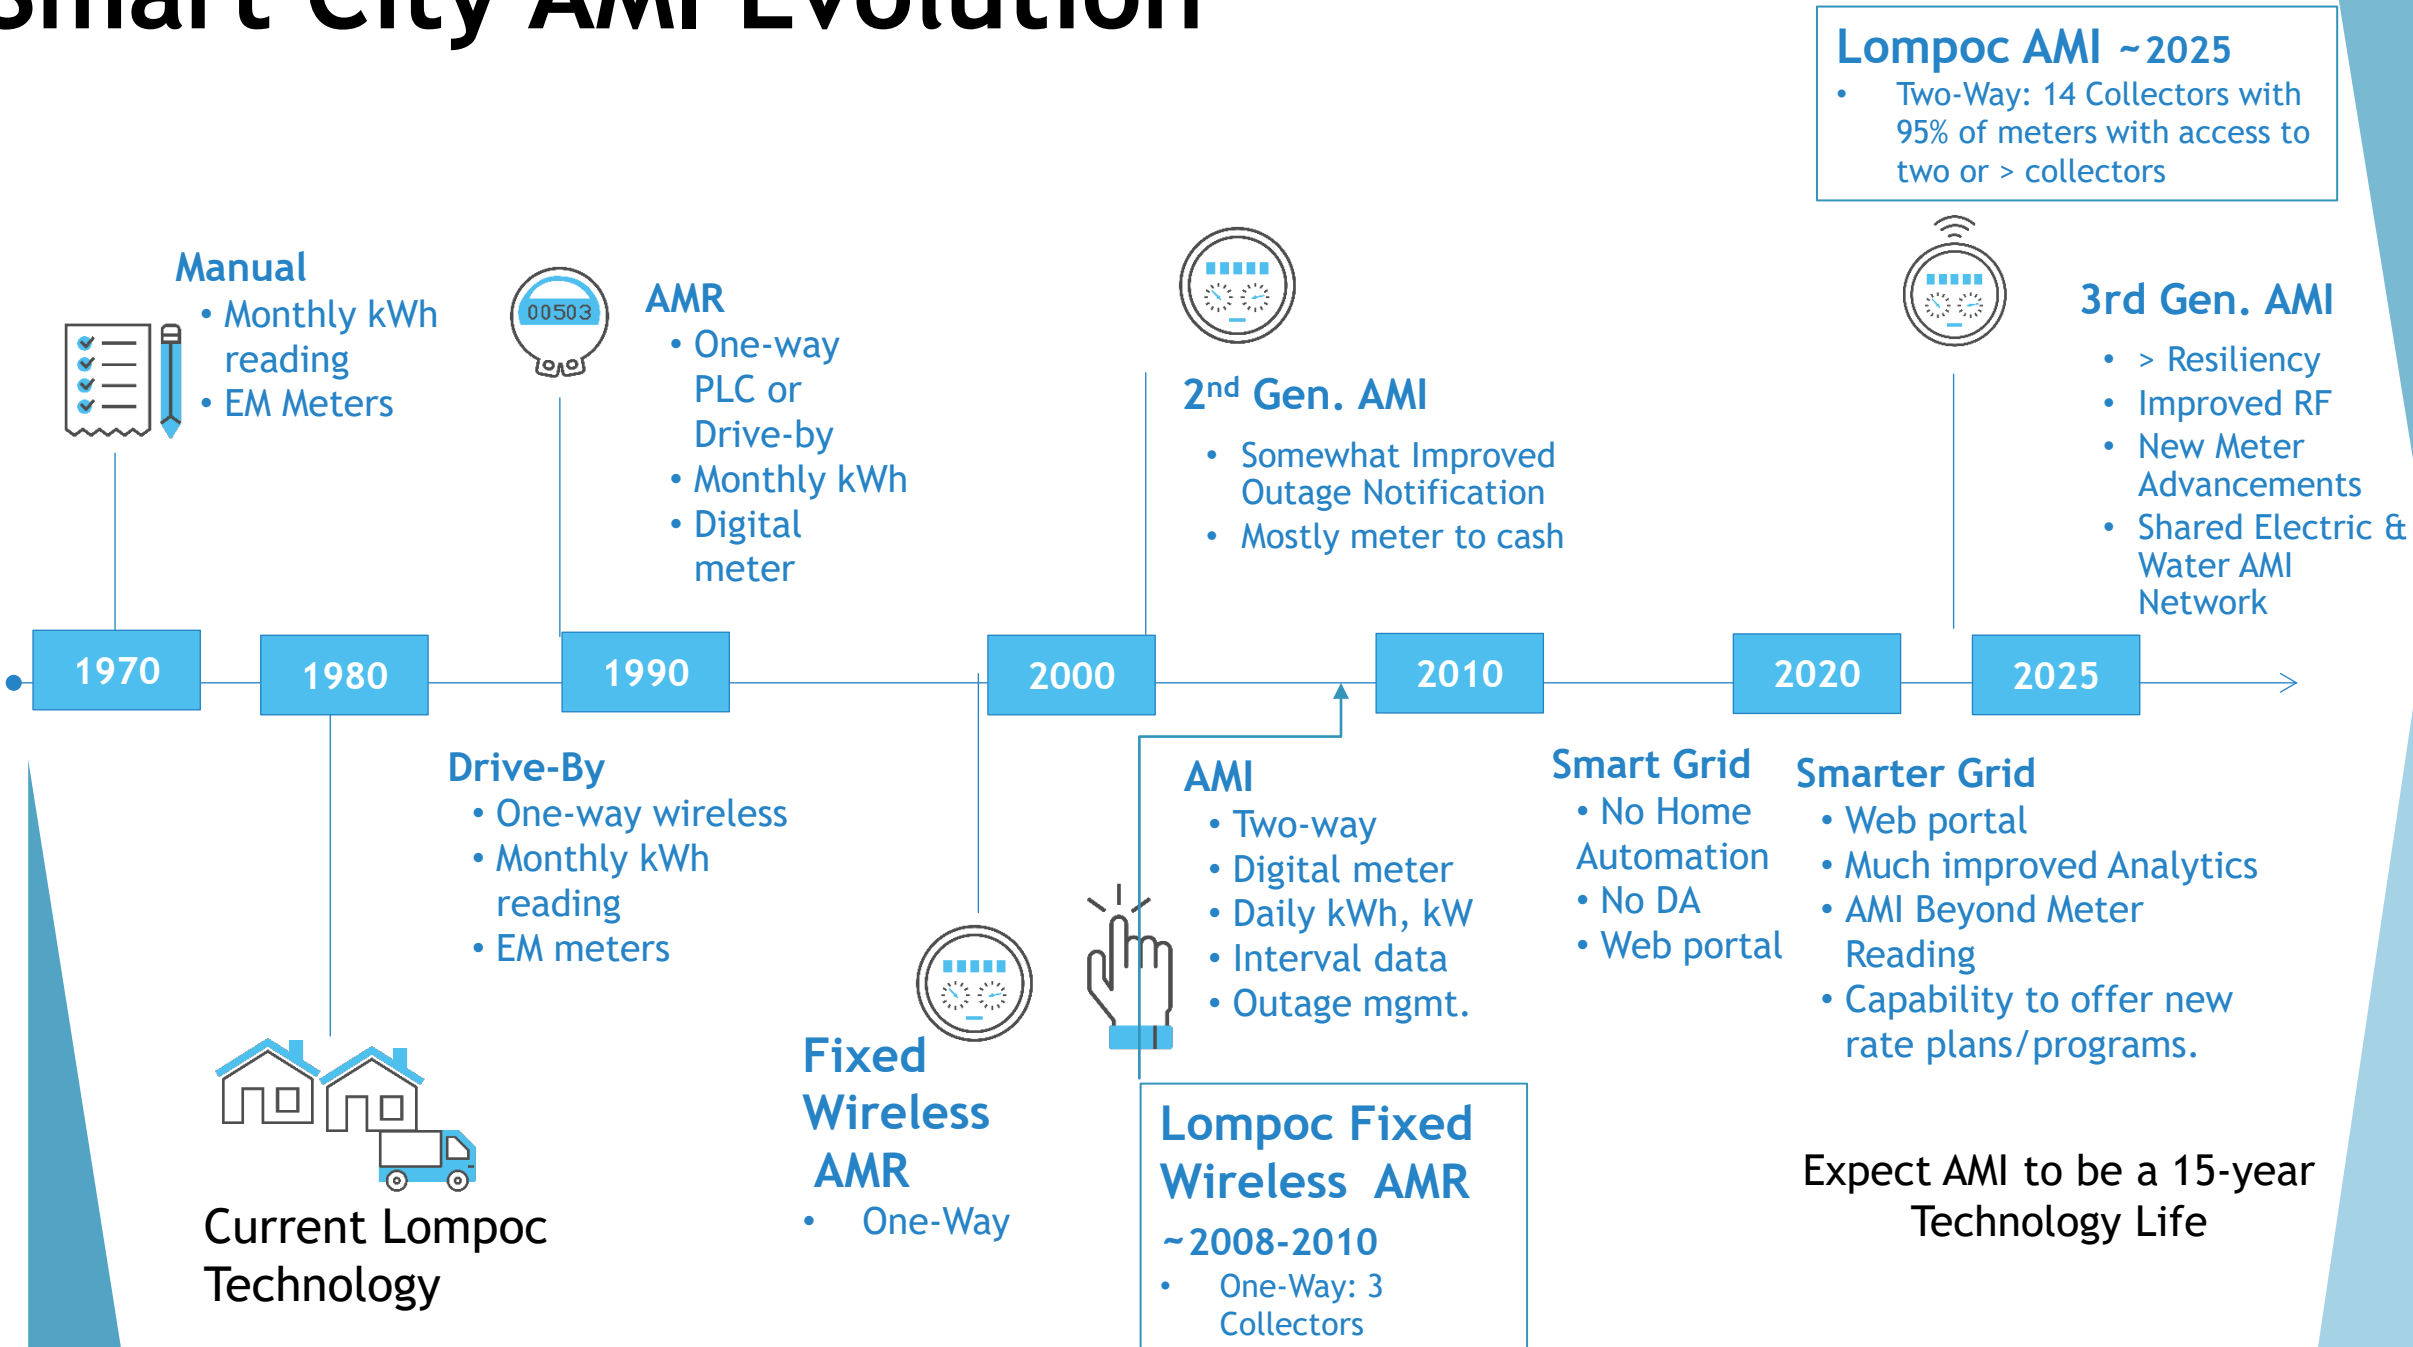 Smart City AMI Evolution
Lompoc AMI ~2025
• Two-Way: 14 Collectors with
95% of meters with access to
two or > collectors
Manual
• Monthly kWh
reading
• EM Meters
00503
AMR
• One-way
PLC or
Drive-by
• Monthly kWh
• Digital
meter
2nd Gen. AMI
• Somewhat Improved
Outage Notification
• Mostly meter to cash
3rd Gen. AMI
• > Resiliency
• Improved RF
• New Meter
Advancements
• Shared Electric &
Water AMI
Network
1970
1980
1990
2000
2010
2020
2025
Drive-By
• One-way wireless
• Monthly kWh
reading
• EM meters
Current Lompoc
Technology
Fixed
Wireless
AMR
• One-Way
AMI
• Two-way
• Digital meter
• Daily kWh, kW
• Interval data
• Outage mgmt.
Lompoc Fixed
Wireless AMR
~2008-2010
• One-Way: 3
Collectors
Smart Grid
• No Home
Automation
• No DA
• Web portal
Smarter Grid
• Web portal
• Much improved Analytics
• AMI Beyond Meter
Reading
• Capability to offer new
rate plans/programs.
Expect AMI to be a 15-year
Technology Life